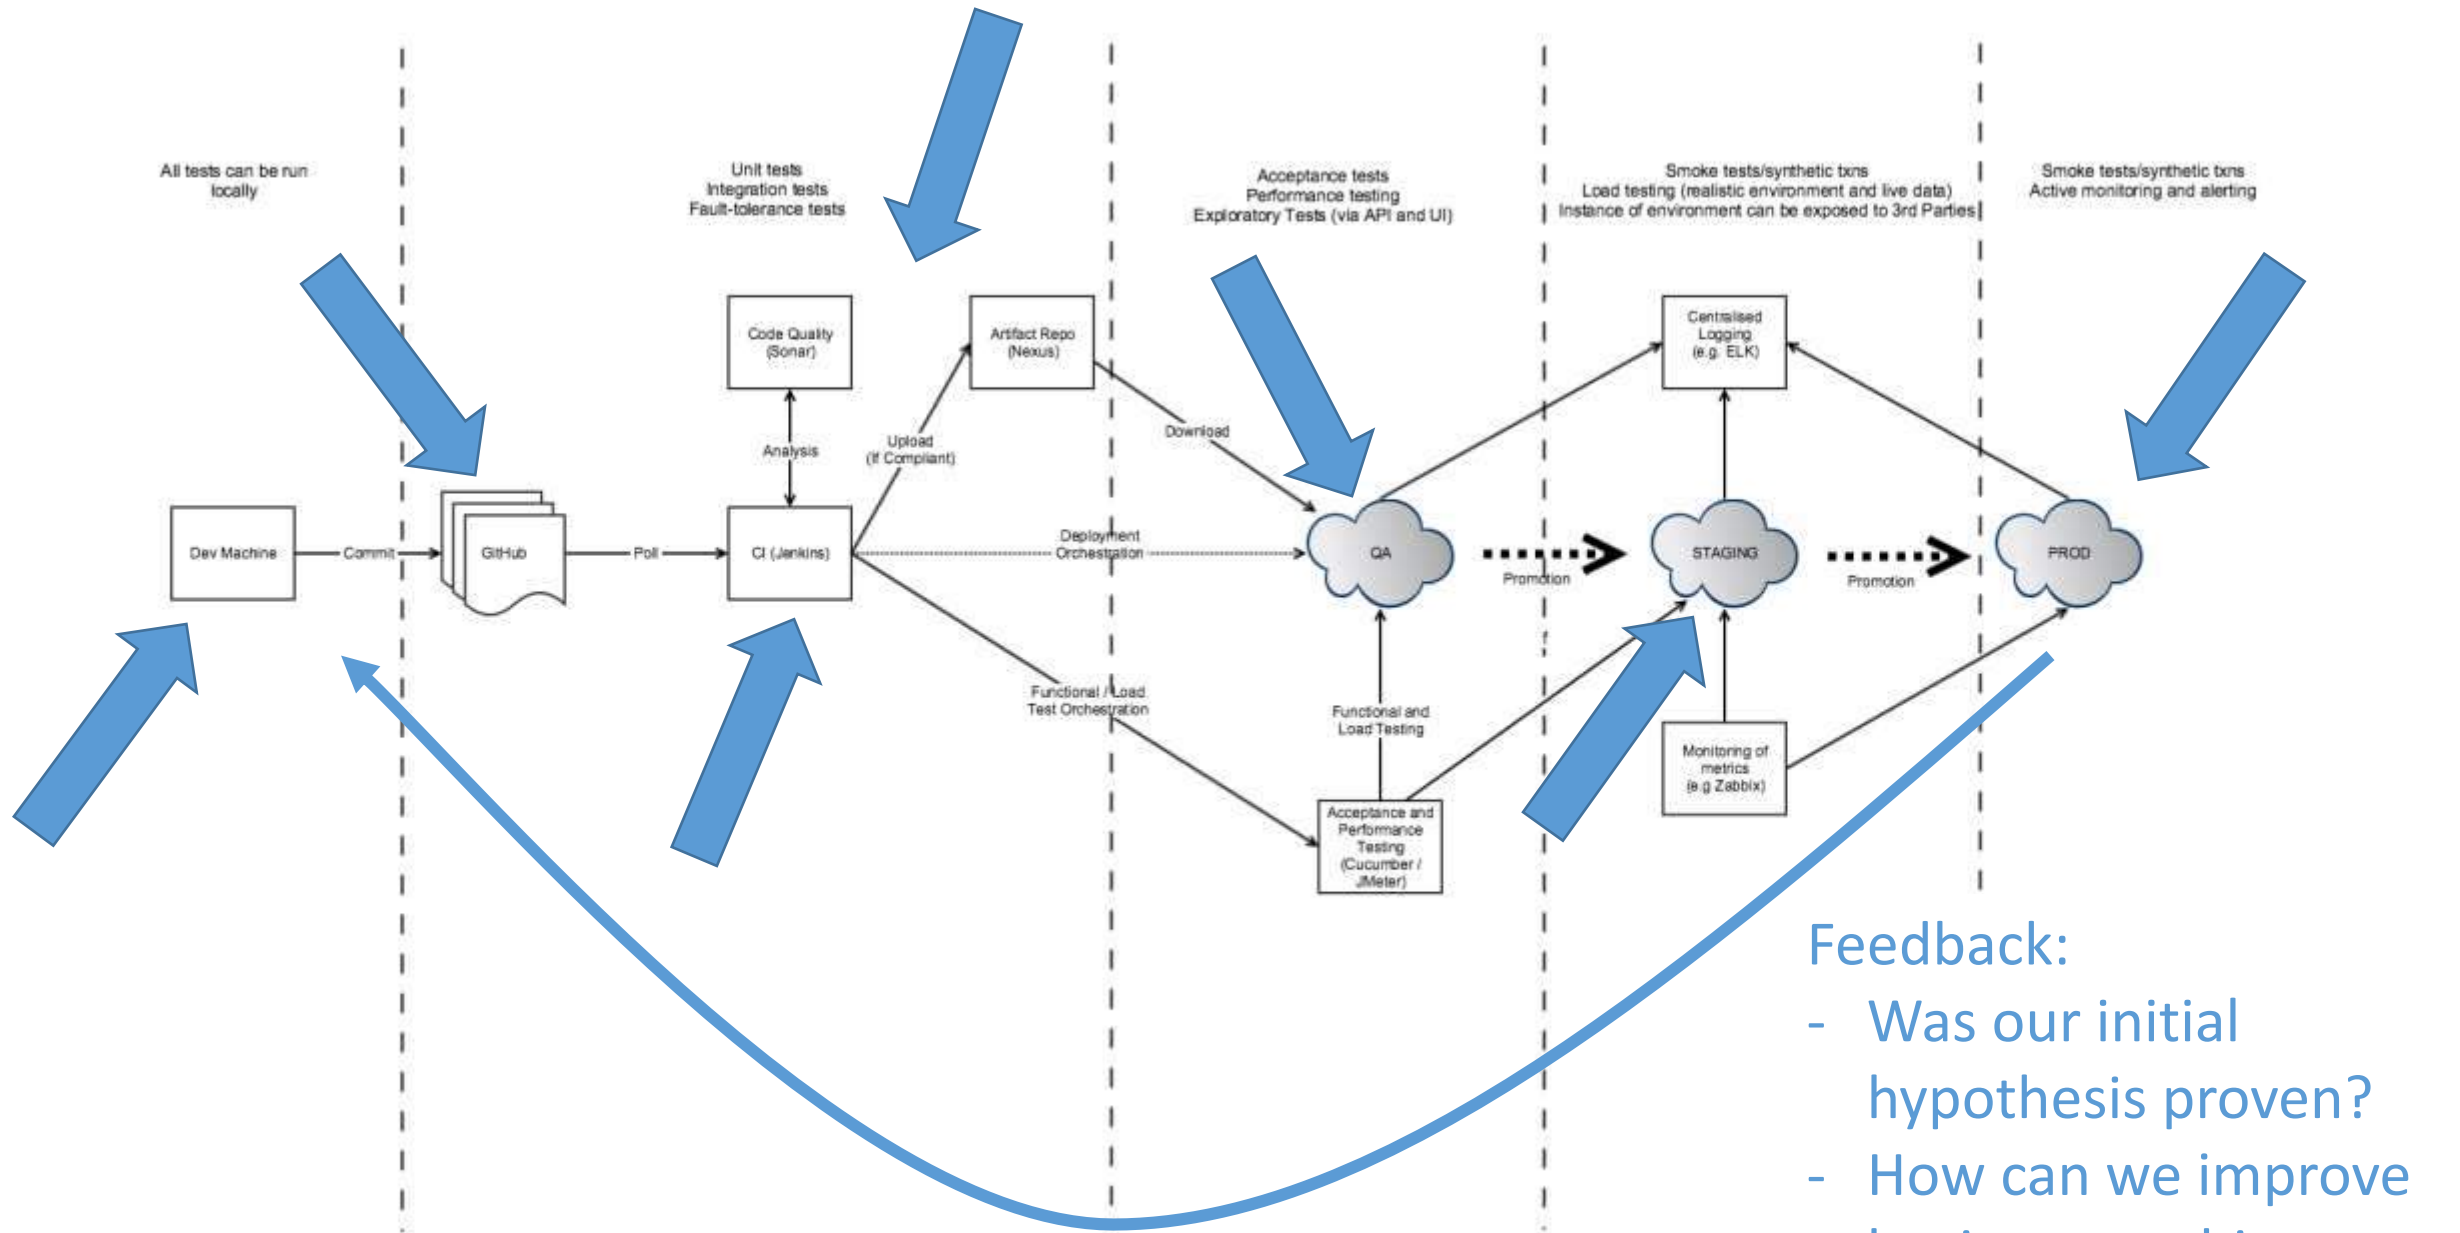 All tests can be run
locally
Unit tests
Integration tests
Fault-tolerance tests
Acceptance tests
Performance testing
Exploratory Tests (via API and UI)
Smoke tests/synthetic txns
Load testing (realistic environment and live data)
Instance of environment can be exposed to 3rd Parties
Smoke tests/synthetic txns
Active monitoring and alerting
Code Quality
(Sonar)
Artifact Repo
(Nexus)
Centralised
Logging
(e.g. ELK)
Analysis
Upload
(If Compliant)
Download
Dev Machine
Commit
GitHub
Poll
CI (Jenkins)
Deployment
Orchestration
QA
Promotion
STAGING
Promotion
PROD
Functional / Load
Test Orchestration
Functional and
Load Testing
Monitoring of
metrics
(e.g Zabbix)
Acceptance and
Performance
Testing
(Cucumber /
JMeter)
Feedback:
- Was our initial
hypothesis proven?
- How can we improve